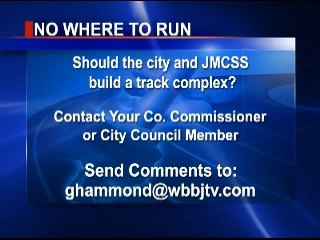 NO WHERE TO RUN
Should the city and JMCSS
build a track complex?
Contact Your Co. Commissioner
or City Council Member
Send Comments to:
ghammond@wbbjtv.com